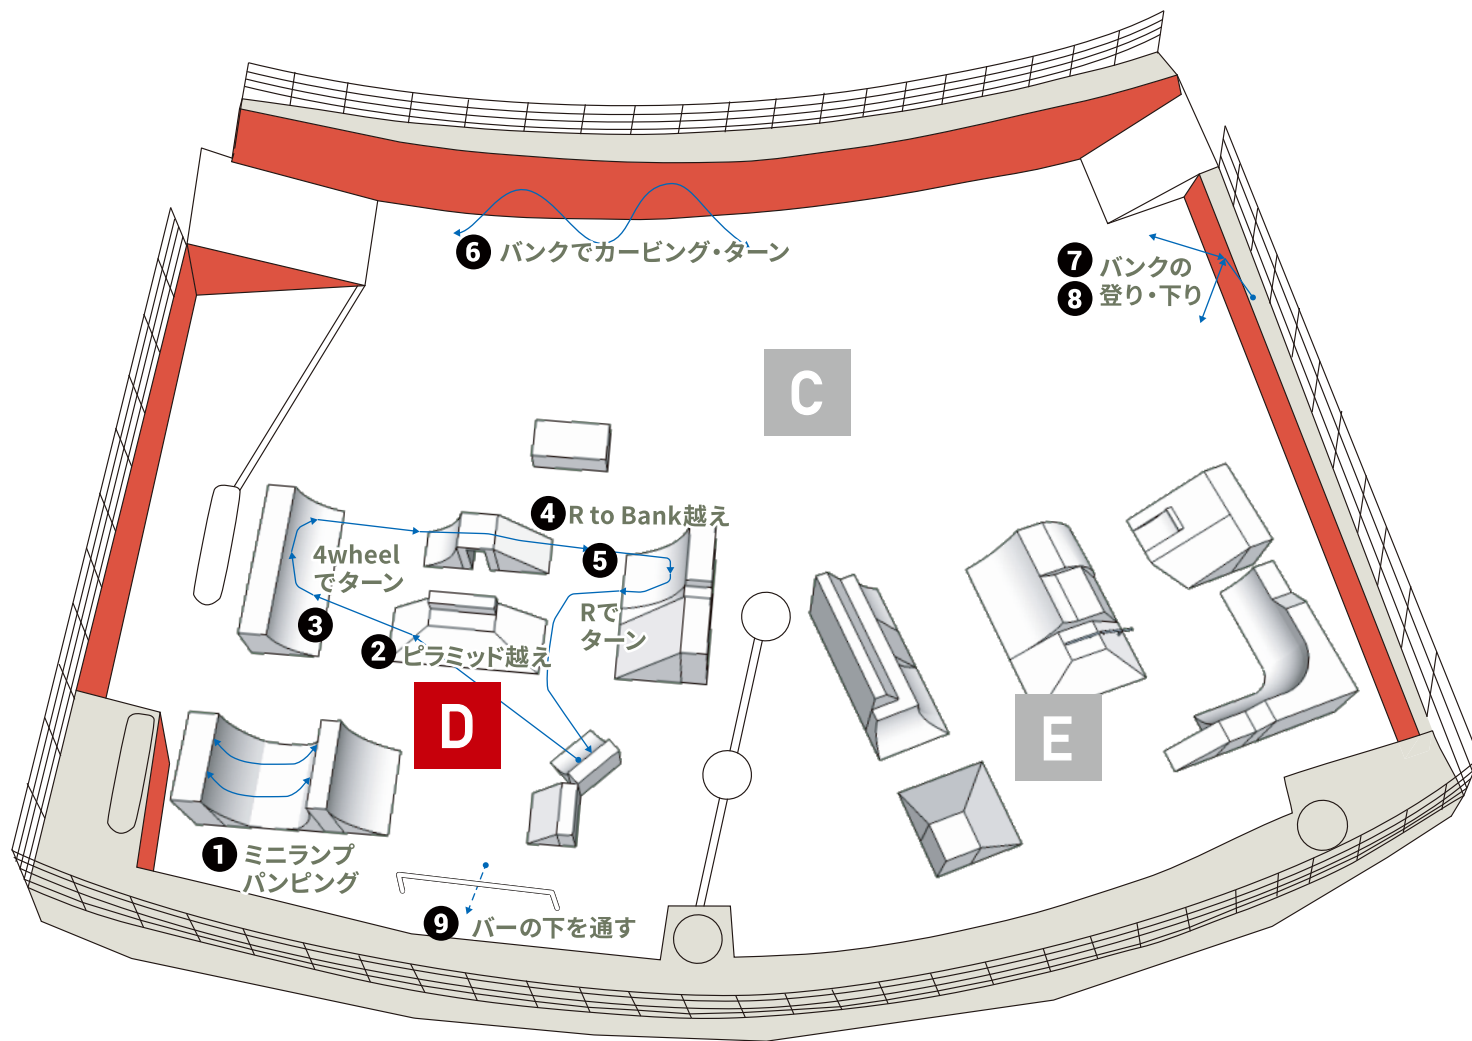 6 バンクでカービング・ターン
7 バンクの
8 登り・下り
C
4 R to Bank越え
5
4wheel
でターン
3
Rで
ターン
2 ピラミッド越え
D
E
1 ミニランプ
パンピング
9 バーの下を通す